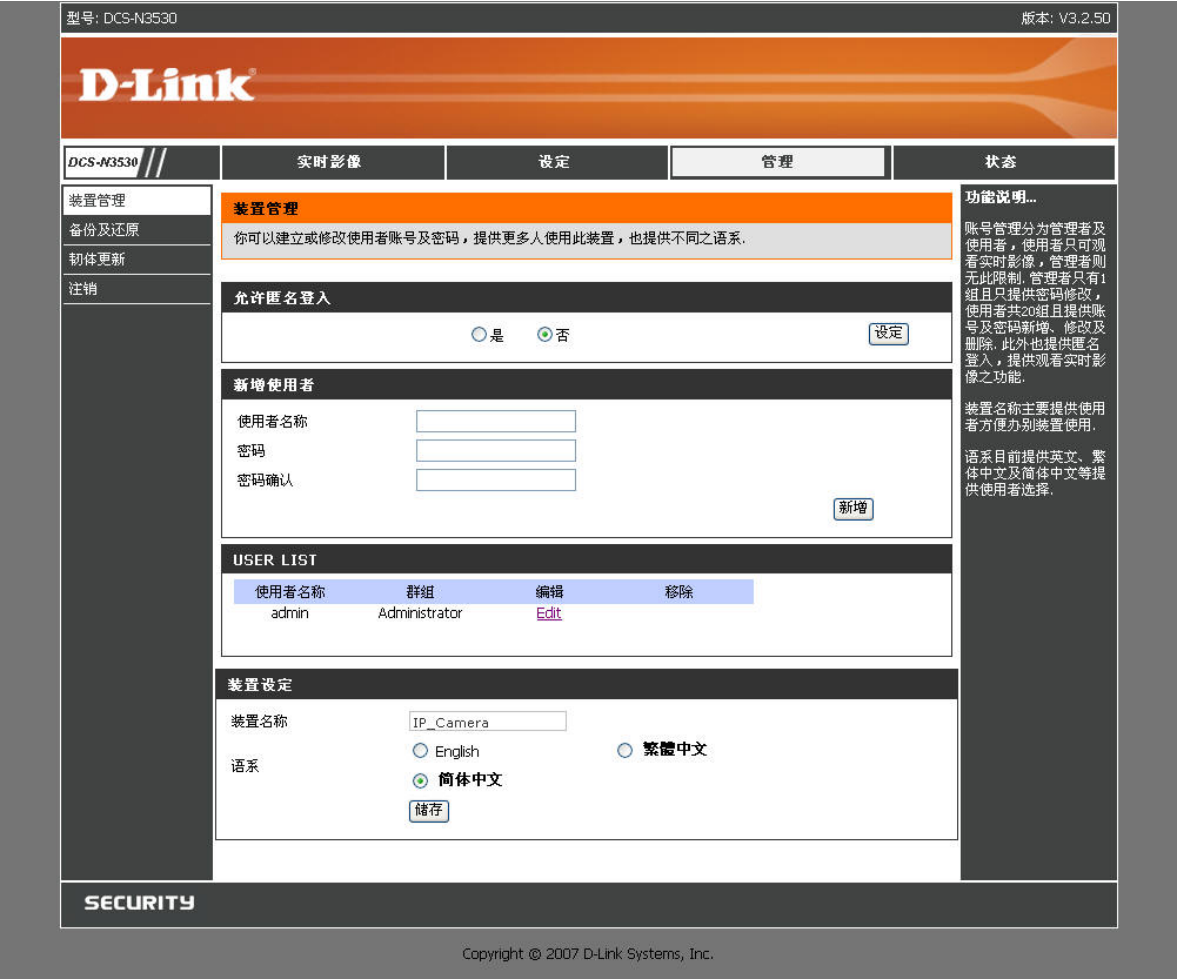 型号: DCS-N3530 版本: V3.2.50
D-Link
DCS-N3530 实时影像 设定 管理 状态
装置管理
备份及还原
韧体更新
注销
装置管理
你可以建立或修改使用者账号及密码，提供更多人使用此装置，也提供不同之语系.
允许匿名登入
是 否 设定
新增使用者
使用者名称
密码
密码确认
新增
USER LIST
使用者名称 群组 编辑 移除
admin Administrator Edit
装置设定
装置名称 IP_Camera
语系 English 繁體中文
简体中文
储存
功能说明...
账号管理分为管理者及
使用者，使用者只可观
看实时影像，管理者则
无此限制. 管理者只有1
组且只提供密码修改，
使用者共20组且提供账
号及密码新增、修改及
删除. 此外也提供匿名
登入，提供观看实时影
像之功能.
装置名称主要提供使用
者方便办别装置使用.
语系目前提供英文、繁
体中文及简体中文等提
供使用者选择.
SECURITY
Copyright © 2007 D-Link Systems, Inc.